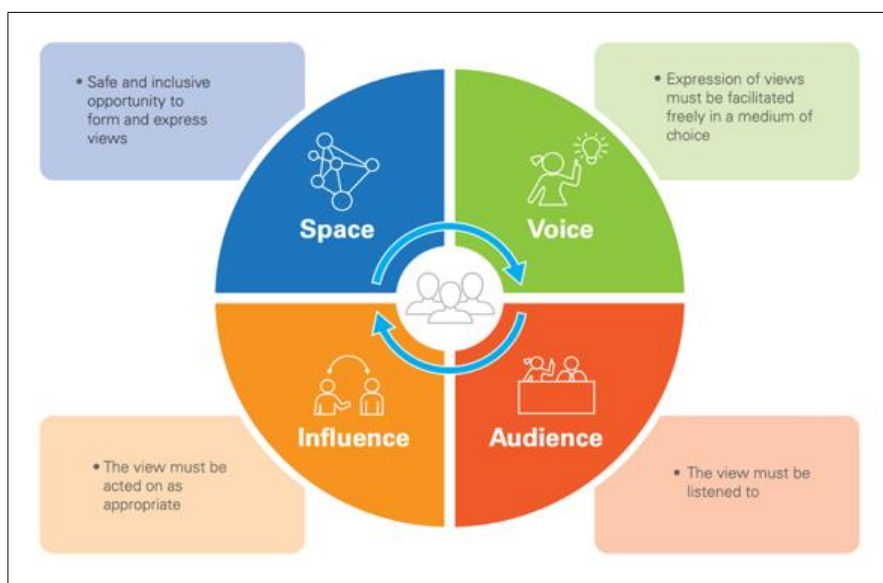 • Safe and inclusive
opportunity to
form and express
views
• Expression of views
must be facilitated
freely in a medium of
choice
Space
Voice
Influence
Audience
• The view must be
acted on as
appropriate
• The view must be
listened to